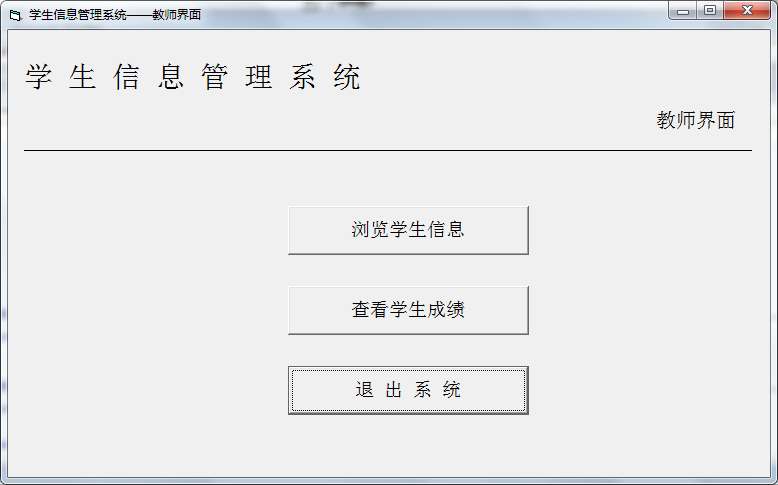 学生信息管理系统——教师界面
学 生 信 息 管 理 系 统
教师界面
浏览学生信息
查看学生成绩
退 出 系 统